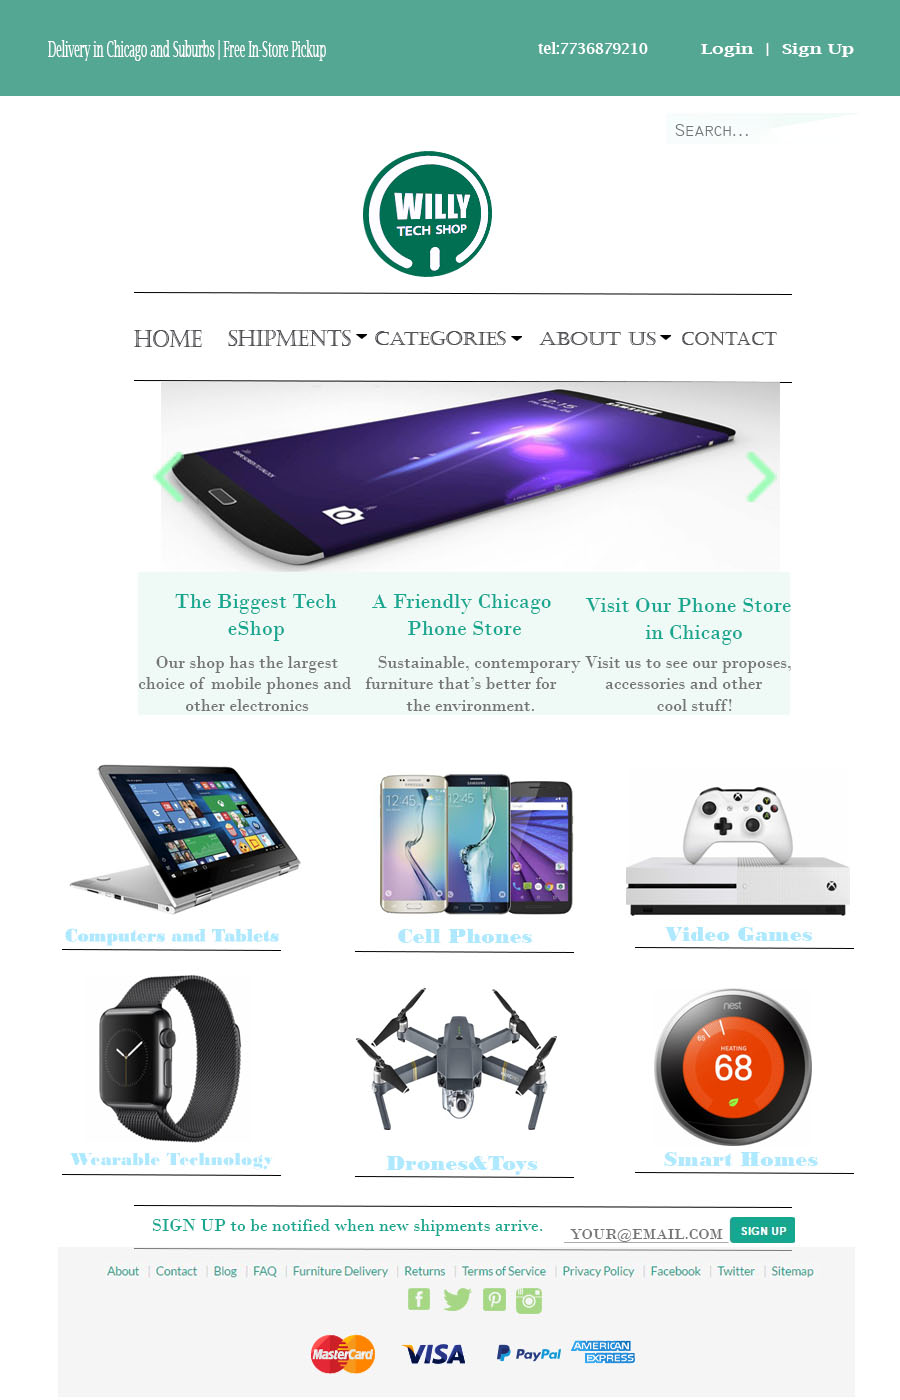 Delivery in Chicago and Suburbs | Free In-Store Pickup
tel:7736879210
Login | Sign Up
SEARCH...
WILLY
TECH SHOP
HOME SHIPMENTS CATEGORIES ABOUT US CONTACT
12:15
SAMSUNG
The Biggest Tech
eShop
Our shop has the largest
choice of mobile phones and
other electronics
A Friendly Chicago
Phone Store
Sustainable, contemporary
furniture that's better for
the environment.
Visit Our Phone Store
in Chicago
Visit us to see our proposes,
accessories and other
cool stuff!
Computers and Tablets
Cell Phones
Video Games
nest
HEATING
68
Wearable Technology
Drones&Toys
Smart Homes
SIGN UP to be notified when new shipments arrive.
YOUR@EMAIL.COM
SIGN UP
About | Contact | Blog | FAQ | Furniture Delivery | Returns | Terms of Service | Privacy Policy | Facebook | Twitter | Sitemap
MasterCard
VISA
PayPal
AMERICAN
EXPRESS